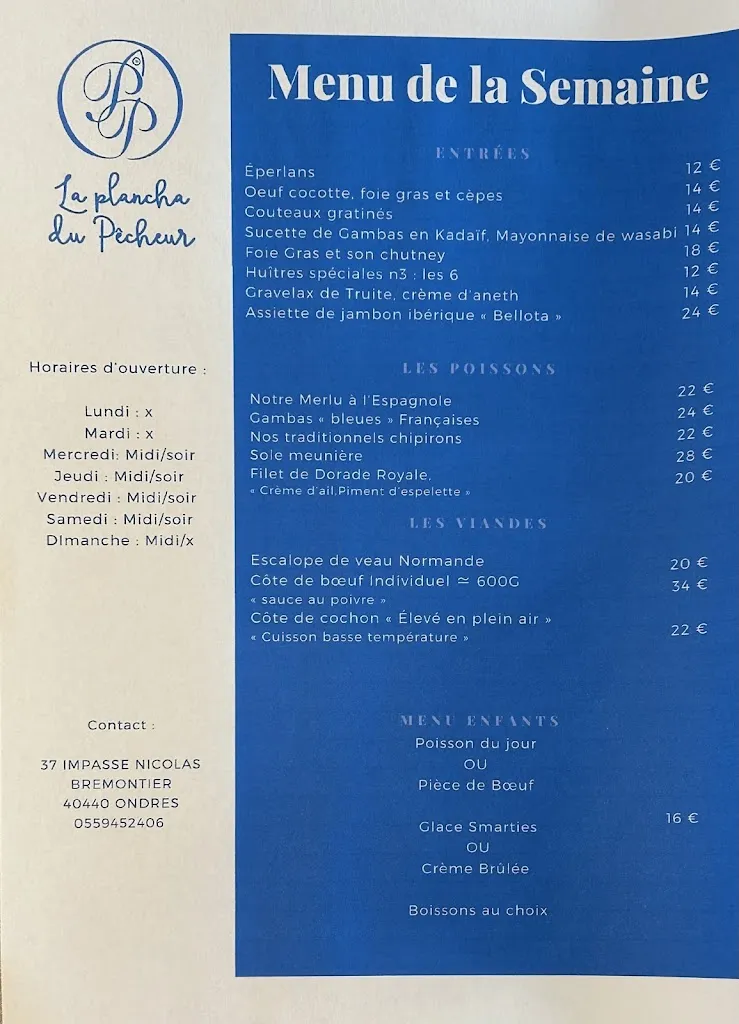 PP
La plancha
du Pêcheur
Horaires d'ouverture :
Lundi : x
Mardi : x
Mercredi: Midi/soir
Jeudi : Midi/soir
Vendredi : Midi/soir
Samedi : Midi/soir
DImanche : Midi/x
Contact :
37 IMPASSE NICOLAS
BREMONTIER
40440 ONDRES
0559452406
Menu de la Semaine
ENTRÉES
Éperlans 12 €
Oeuf cocotte, foie gras et cèpes 14 €
Couteaux gratinés 14 €
Sucette de Gambas en Kadaïf, Mayonnaise de wasabi 14 €
Foie Gras et son chutney 18 €
Huîtres spéciales n3 : les 6 12 €
Gravelax de Truite, crème d'aneth 14 €
Assiette de jambon ibérique « Bellota » 24 €
LES POISSONS
Notre Merlu à l'Espagnole 22 €
Gambas « bleues » Françaises 24 €
Nos traditionnels chipirons 22 €
Sole meunière 28 €
Filet de Dorade Royale, 20 €
« Crème d'ail,Piment d'espelette »
LES VIANDES
Escalope de veau Normande 20 €
Côte de bœuf Individuel ≃ 600G 34 €
« sauce au poivre »
Côte de cochon « Élevé en plein air »
« Cuisson basse température » 22 €
MENU ENFANTS
Poisson du jour
OU
Pièce de Bœuf
16 €
Glace Smarties
OU
Crème Brûlée
Boissons au choix